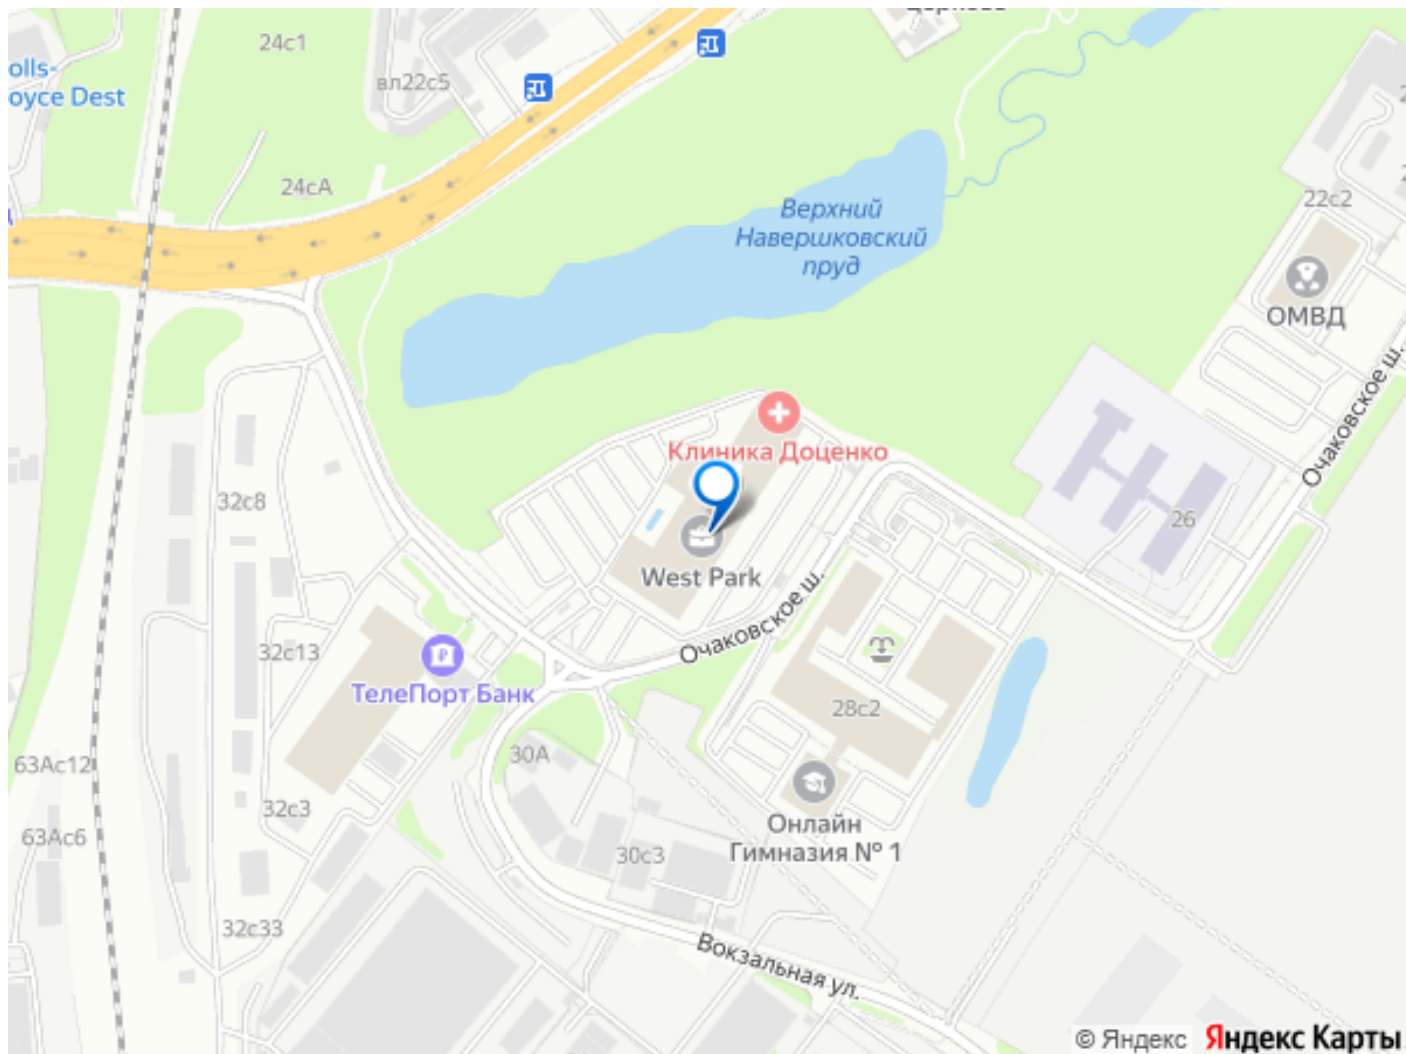 24с1
вл22с5
olls-
oyce Dest
24сА
22с2
Верхний
Навершковский
пруд
ОМВД
Очаковское ш.
Клиника Доценко
32с8
26
West Park
Очаковское ш.
32с13
ТелеПорт Банк
28с2
30А
63Ас12
32с3
Онлайн
Гимназия № 1
63Ас6
30с3
32с33
Вокзальная ул.
© Яндекс Яндекс Карты